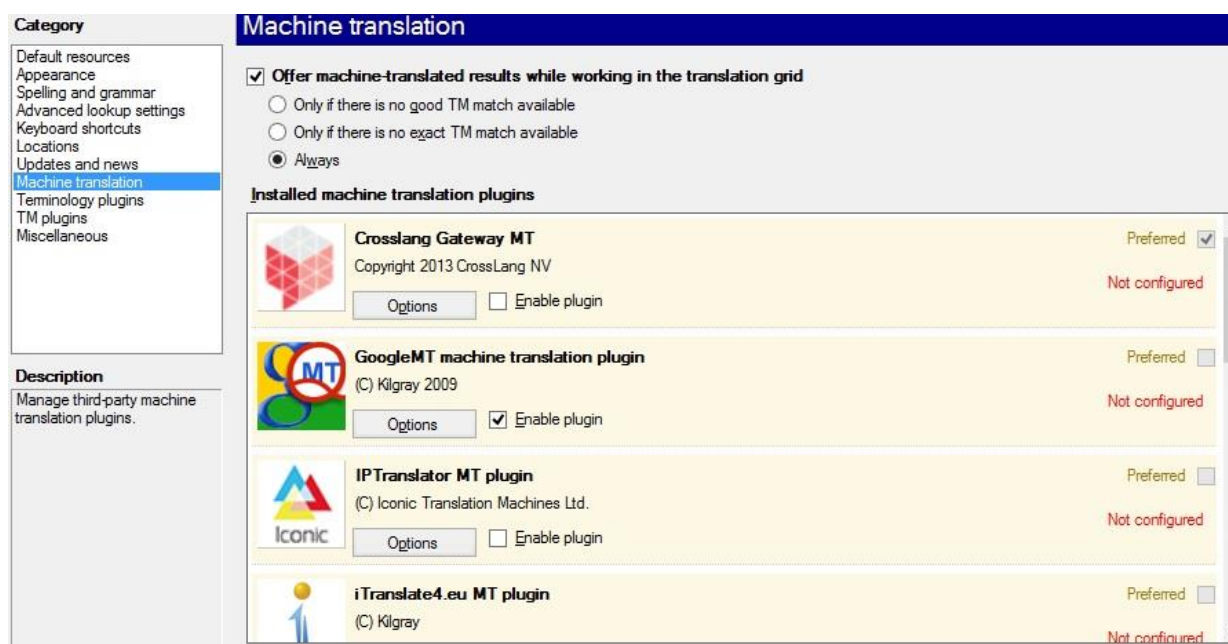 Category
Default resources
Appearance
Spelling and grammar
Advanced lookup settings
Keyboard shortcuts
Locations
Updates and news
Machine translation
Terminology plugins
TM plugins
Miscellaneous
Description
Manage third-party machine
translation plugins.
Machine translation
Offer machine-translated results while working in the translation grid
Only if there is no good TM match available
Only if there is no exact TM match available
Always
Installed machine translation plugins
Crosslang Gateway MT
Preferred
Copyright 2013 CrossLang NV
Not configured
Options
Enable plugin
MT
GoogleMT machine translation plugin
Preferred
(C) Kilgray 2009
Not configured
Options
Enable plugin
Iconic
IPTranslator MT plugin
Preferred
(C) Iconic Translation Machines Ltd.
Not configured
Options
Enable plugin
iTranslate4.eu MT plugin
Preferred
(C) Kilgray
Not configured